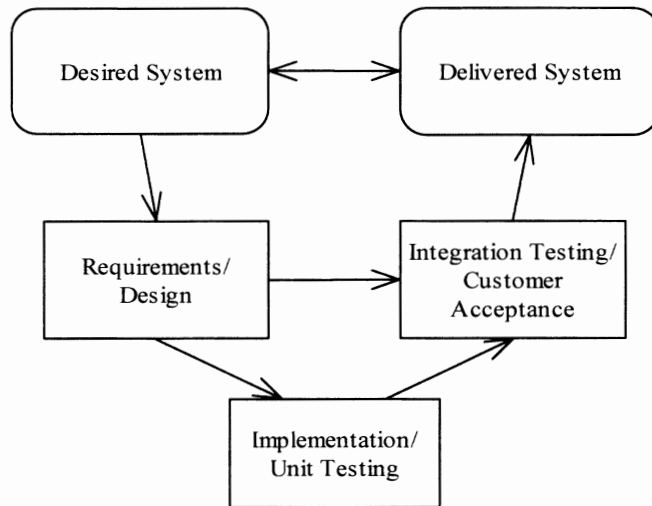 Desired System
Delivered System
Requirements/
Design
Integration Testing/
Customer
Acceptance
Implementation/
Unit Testing